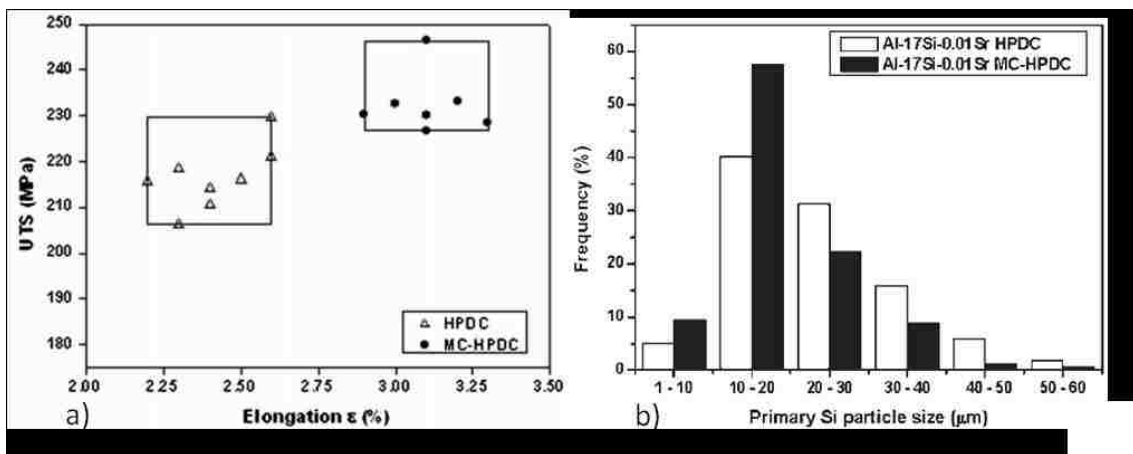 250
240
230
220
210
200
190
180
UTS (MPa)
HPDC
MC-HPDC
2.00
2.25
2.50
2.75
3.00
3.25
3.50
a)
Elongation ε (%)
Al-17Si-0.01Sr HPDC
Al-17Si-0.01Sr MC-HPDC
60
50
40
30
20
10
0
Frequency (%)
1 - 10
10 - 20
20 - 30
30 - 40
40 - 50
50 - 60
b)
Primary Si particle size (μm)